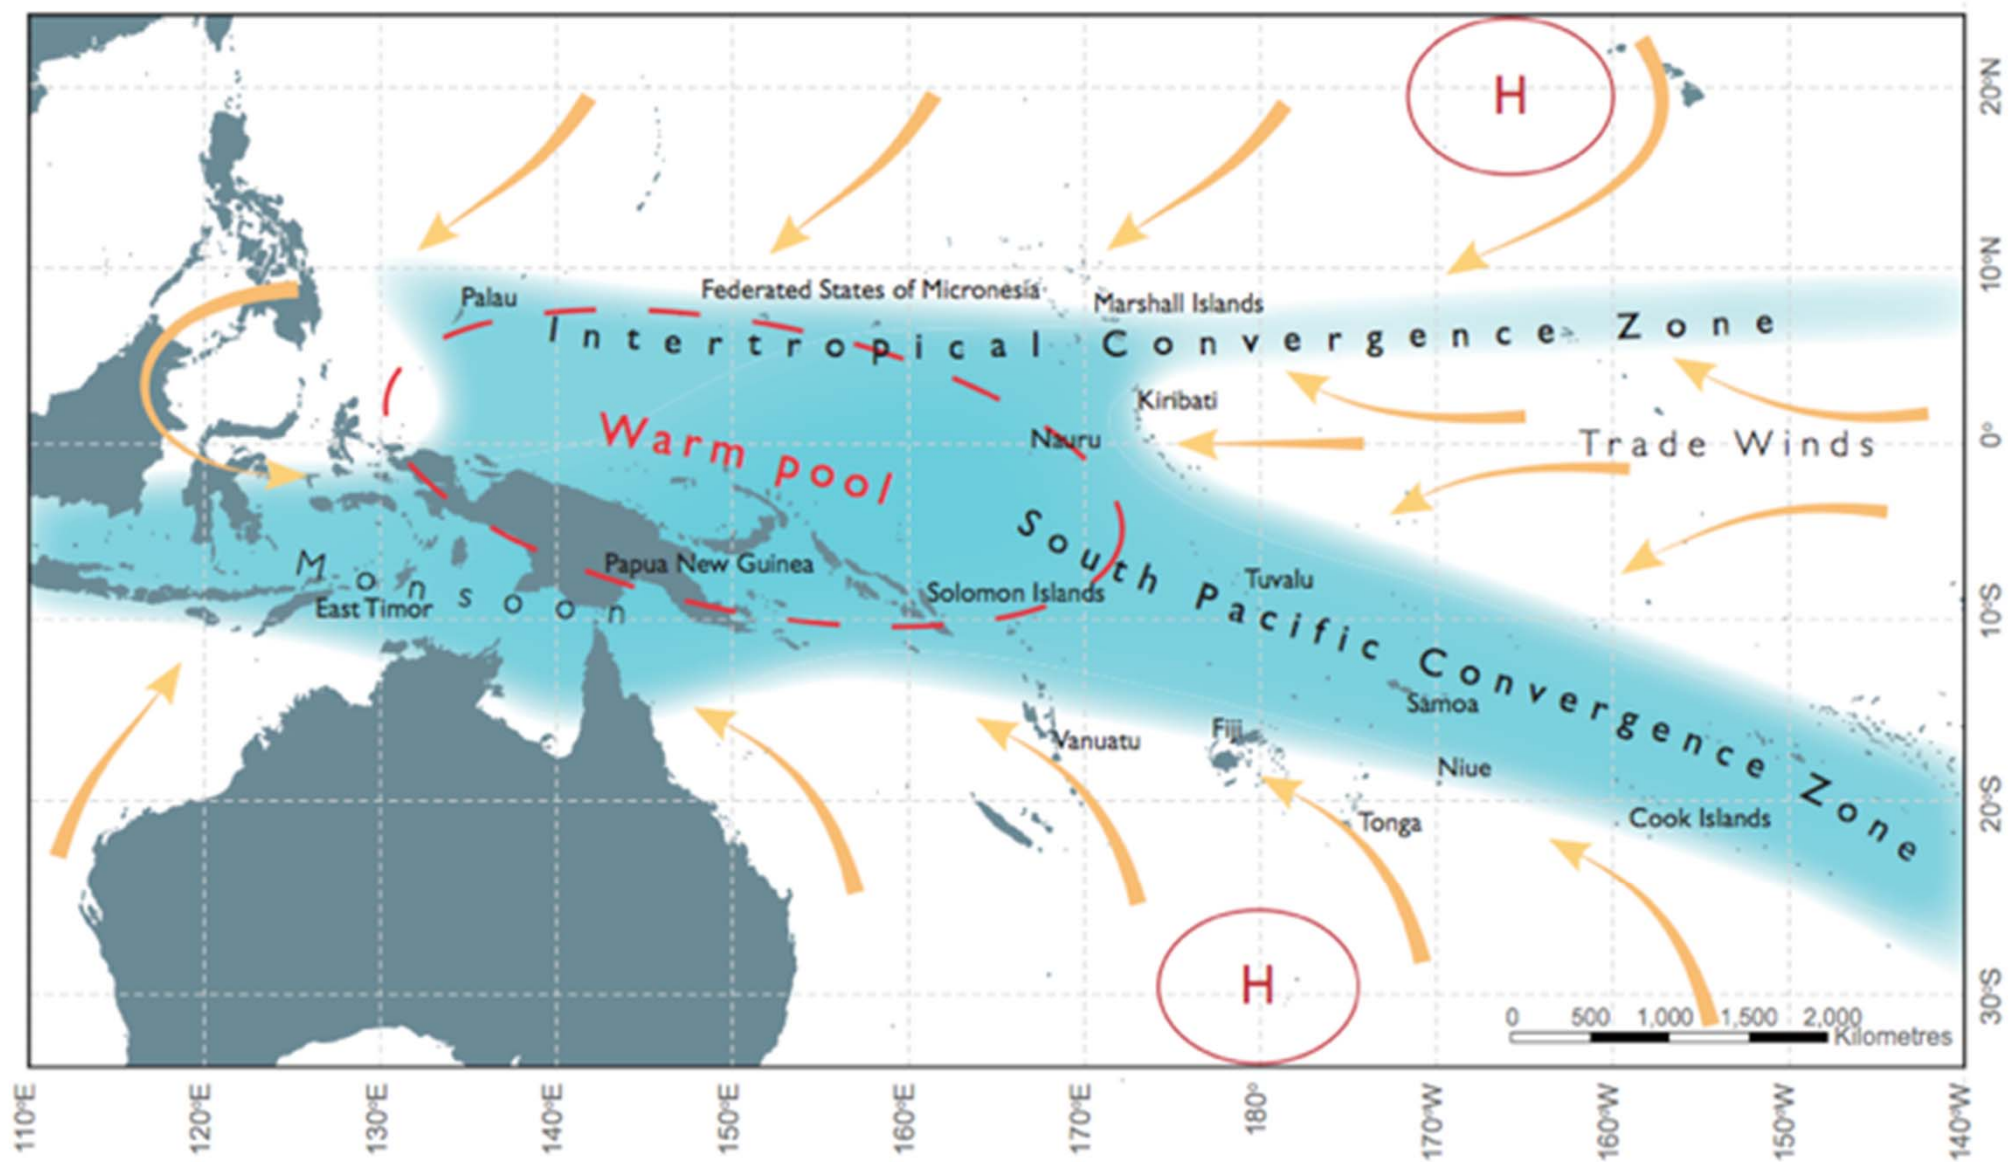 H
20°N
10°N
Palau
Federated States of Micronesia
Marshall Islands
Intertropical Convergence Zone
Kiribati
Warm pool
Nauru
Trade Winds
0°
South Pacific Convergence Zone
Monsoon
Papua New Guinea
East Timor
Solomon Islands
Tuvalu
10°S
Samoa
Vanuatu
Fiji
Niue
Tonga
Cook Islands
20°S
H
30°S
0 500 1,000 1,500 2,000
Kilometres
110°E 120°E 130°E 140°E 150°E 160°E 170°E 180° 170°W 160°W 150°W 140°W